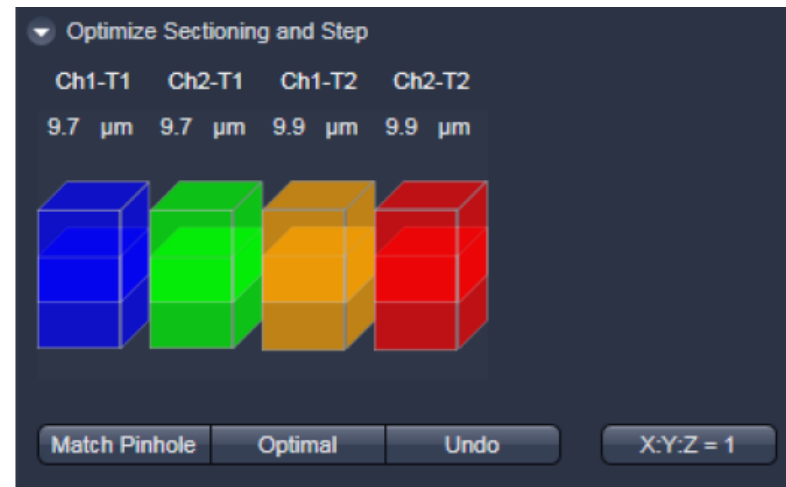 Optimize Sectioning and Step
Ch1-T1 Ch2-T1 Ch1-T2 Ch2-T2
9.7 µm 9.7 µm 9.9 µm 9.9 µm
Match Pinhole Optimal Undo X:Y:Z = 1